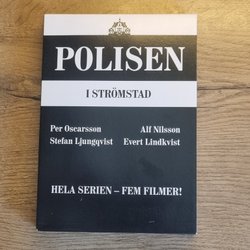 POLISEN
I STRÖMSTAD
Per Oscarsson Alf Nilsson
Stefan Ljungqvist Evert Lindkvist
HELA SERIEN – FEM FILMER!